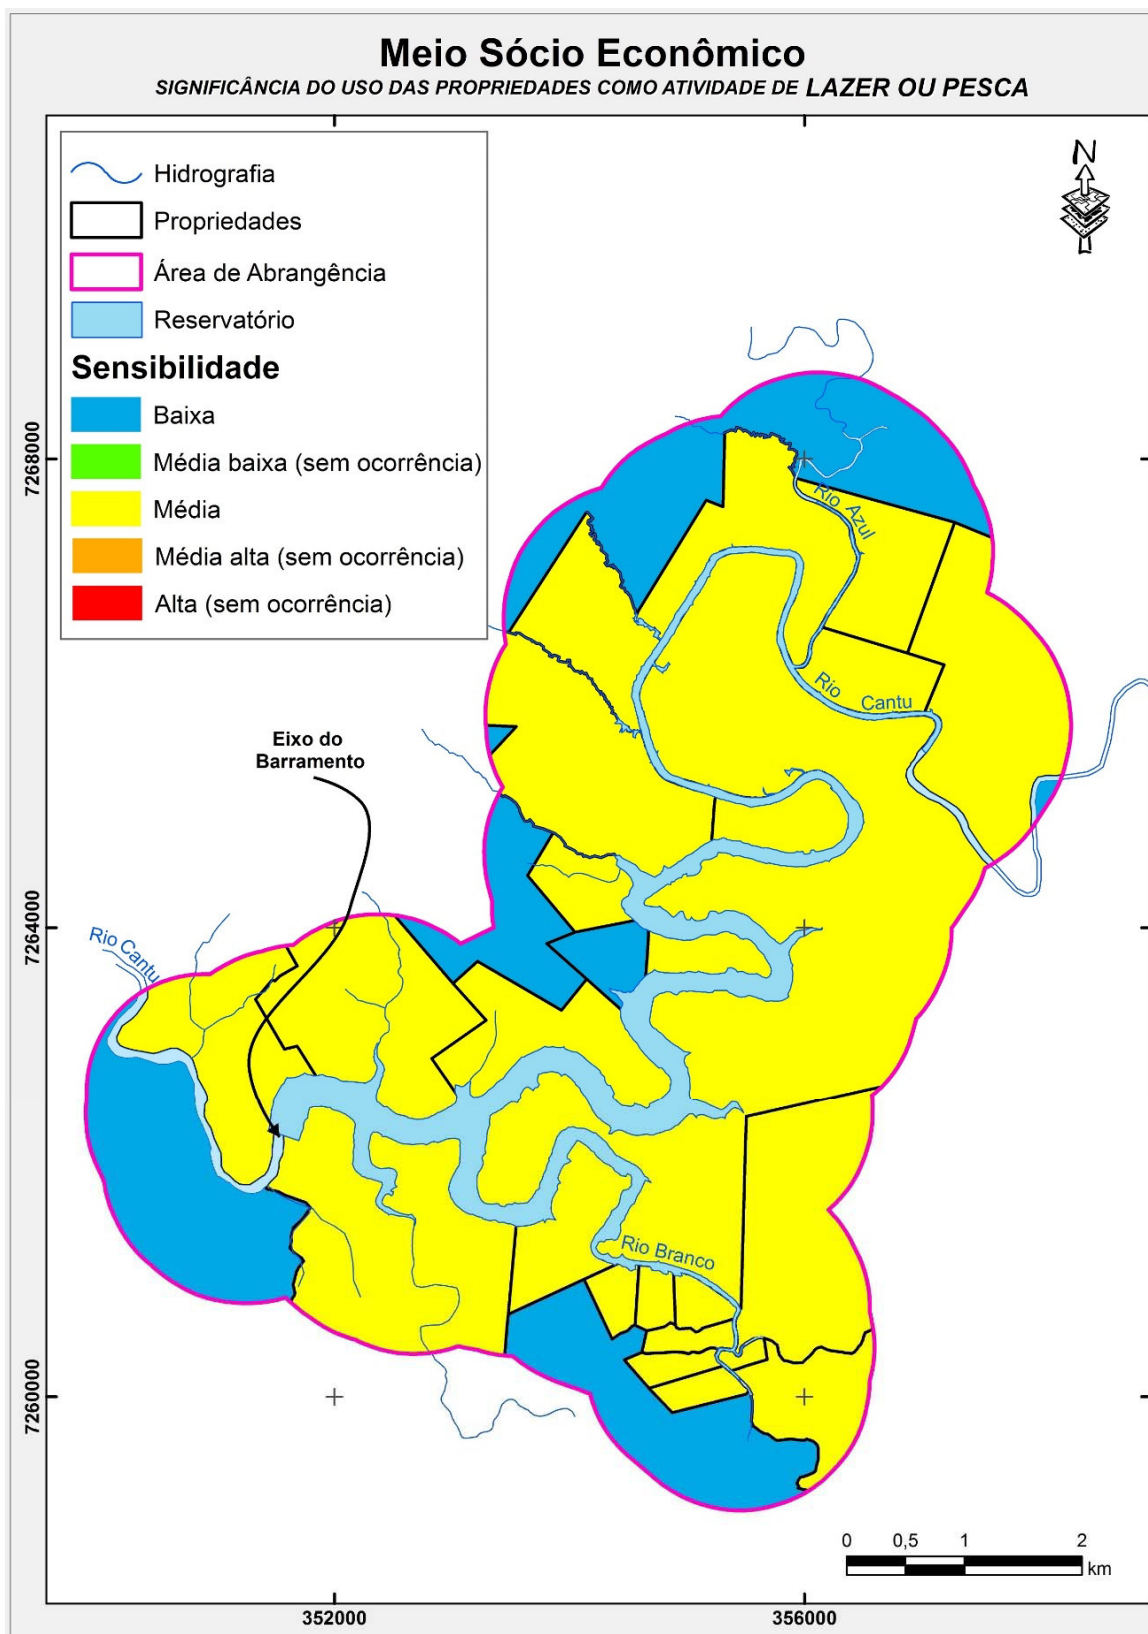 Meio Sócio Econômico
SIGNIFICÂNCIA DO USO DAS PROPRIEDADES COMO ATIVIDADE DE LAZER OU PESCA
Hidrografia
Propriedades
Área de Abrangência
Reservatório
Sensibilidade
Baixa
Média baixa (sem ocorrência)
Média
Média alta (sem ocorrência)
Alta (sem ocorrência)
N
7268000
Rio Azul
Rio Cantu
Eixo do
Barramento
7264000
Rio Cantu
Rio Branco
7260000
0 0,5 1 2
km
352000 356000